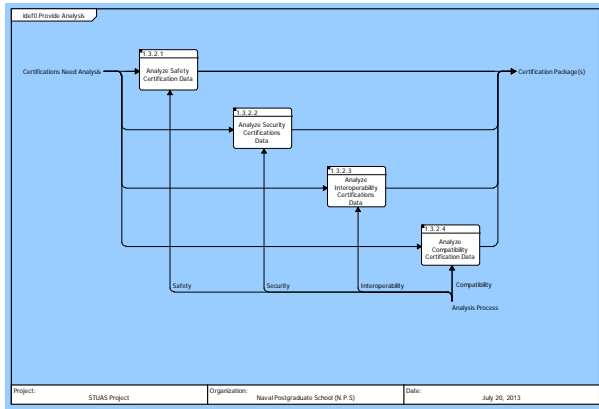 idef0 Provide Analysis
1.3.2.1
Certifications Need Analysis
Analyze Safety
Certification Data
Certification Package(s)
1.3.2.2
Analyze Security
Certifications
Data
1.3.2.3
Analyze
Interoperability
Certifications
Data
1.3.2.4
Analyze
Compatibility
Certification Data
Safety
Security
Interoperability
Compatibility
Analysis Process
Project:
STUAS Project
Organization:
Naval Postgraduate School (N.P.S)
Date:
July 20, 2013